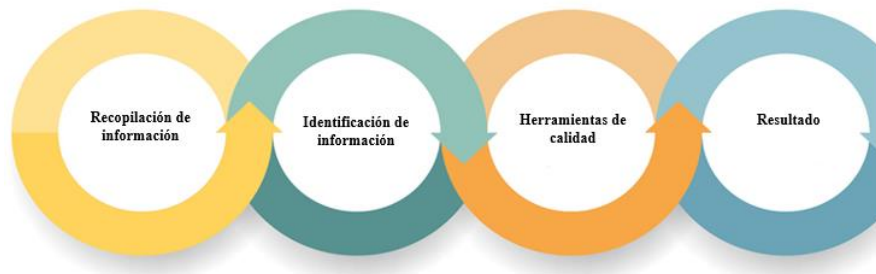 Recopilación de
información
Identificación de
información
Herramientas de
calidad
Resultado